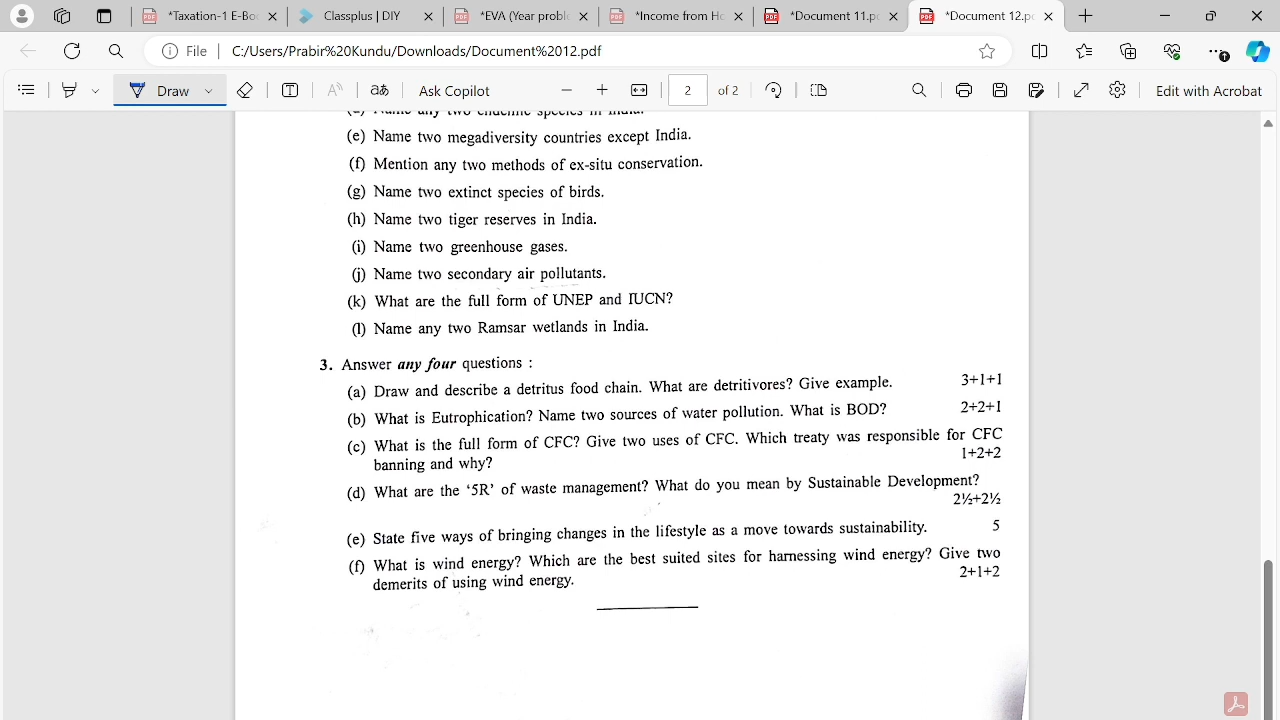 *Taxation-1 E-Bo
Classplus | DIY
*EVA (Year proble
*Income from Ho
*Document 11.pd
*Document 12.pd
File
C:/Users/Prabir%20Kundu/Downloads/Document%2012.pdf
Draw
Ask Copilot
2
of 2
Edit with Acrobat
Name any two endemic species in India.
(e) Name two megadiversity countries except India.
(f) Mention any two methods of ex-situ conservation.
(g) Name two extinct species of birds.
(h) Name two tiger reserves in India.
(i) Name two greenhouse gases.
(j) Name two secondary air pollutants.
(k) What are the full form of UNEP and IUCN?
(l) Name any two Ramsar wetlands in India.
3. Answer any four questions :
(a) Draw and describe a detritus food chain. What are detritivores? Give example. 3+1+1
(b) What is Eutrophication? Name two sources of water pollution. What is BOD? 2+2+1
(c) What is the full form of CFC? Give two uses of CFC. Which treaty was responsible for CFC
banning and why? 1+2+2
(d) What are the ‘5R’ of waste management? What do you mean by Sustainable Development?
2½+2½
(e) State five ways of bringing changes in the lifestyle as a move towards sustainability. 5
(f) What is wind energy? Which are the best suited sites for harnessing wind energy? Give two
demerits of using wind energy. 2+1+2